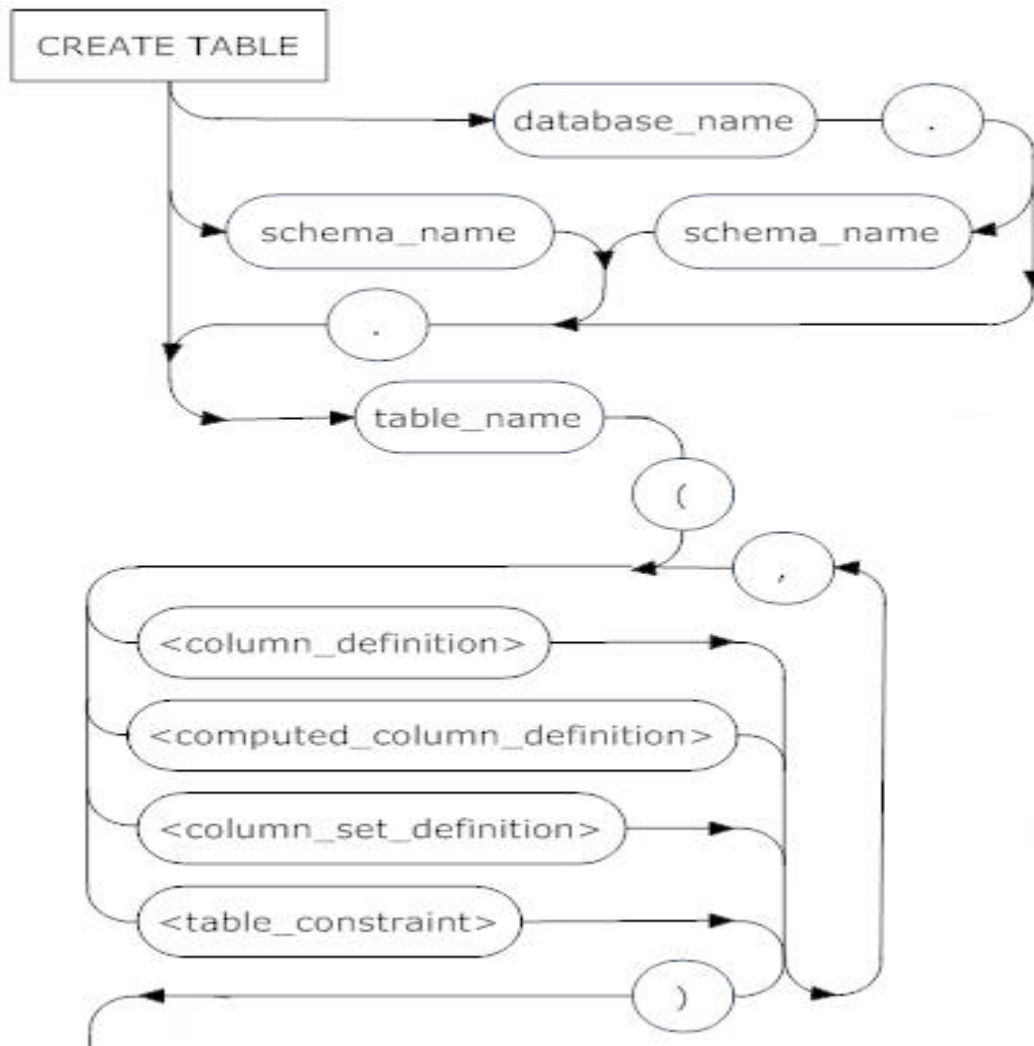 CREATE TABLE
database_name .
schema_name schema_name
.
table_name
(
,
<column_definition>
<computed_column_definition>
<column_set_definition>
<table_constraint>
)